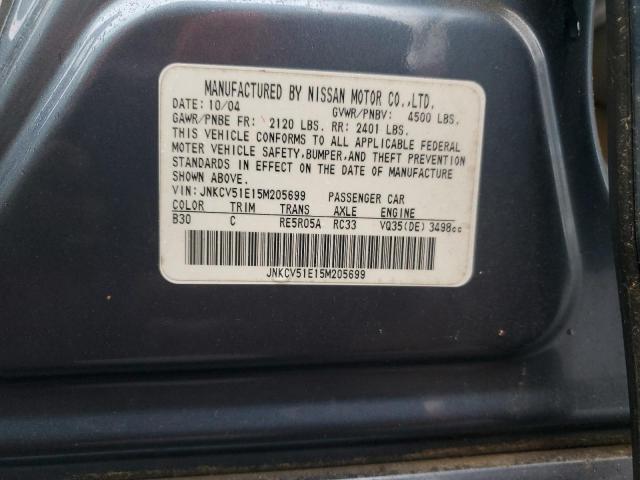 MANUFACTURED BY NISSAN MOTOR CO.,LTD.
DATE: 10/04 GVWR/PNBV: 4500 LBS.
GAWR/PNBE FR: 2120 LBS. RR: 2401 LBS.
THIS VEHICLE CONFORMS TO ALL APPLICABLE FEDERAL
MOTOR VEHICLE SAFETY, BUMPER, AND THEFT PREVENTION
STANDARDS IN EFFECT ON THE DATE OF MANUFACTURE
SHOWN ABOVE.
VIN: JNKCV51E15M205699 PASSENGER CAR
COLOR TRIM TRANS AXLE ENGINE
B30 C RE5R05A RC33 VQ35(DE) 3498cc
JNKCV51E15M205699